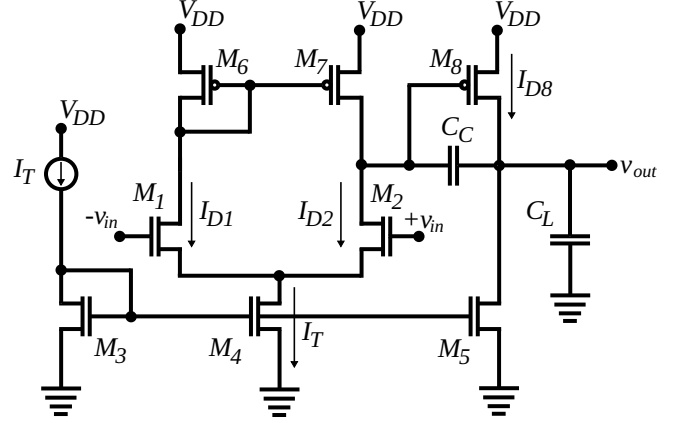 VDD VDD VDD
M6 M7 M8 ID8
VDD
CC
IT vout
M1 ID1 ID2 M2
-vin +vin CL
M3 M4 IT M5